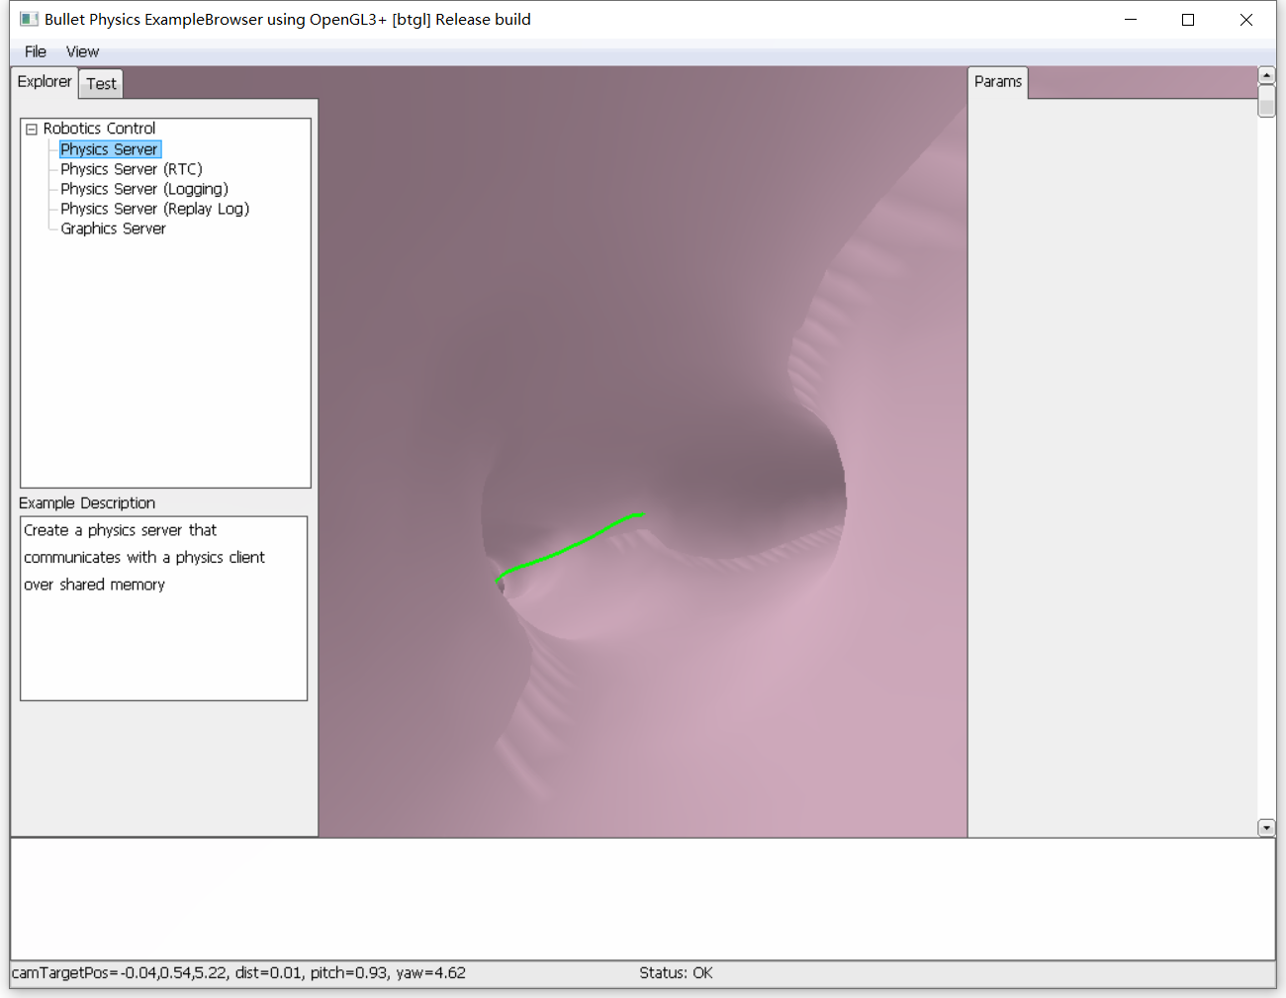 Bullet Physics ExampleBrowser using OpenGL3+ [btgl] Release build
File View
Explorer Test Params
Robotics Control
Physics Server
Physics Server (RTC)
Physics Server (Logging)
Physics Server (Replay Log)
Graphics Server
Example Description
Create a physics server that
communicates with a physics client
over shared memory
camTargetPos=-0.04,0.54,5.22, dist=0.01, pitch=0.93, yaw=4.62 Status: OK